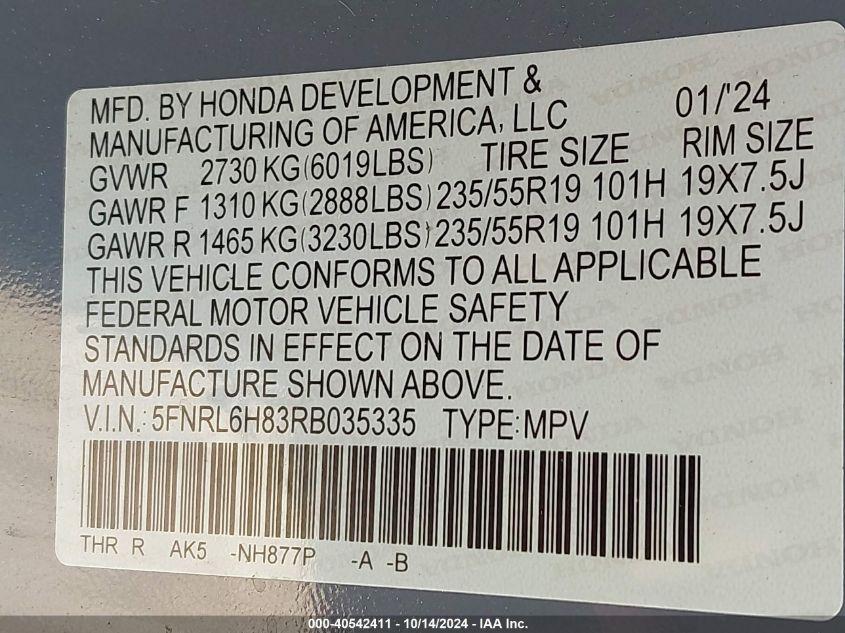 MFD. BY HONDA DEVELOPMENT &
MANUFACTURING OF AMERICA, LLC 01/'24
GVWR 2730 KG(6019LBS) TIRE SIZE RIM SIZE
GAWR F 1310 KG(2888LBS) 235/55R19 101H 19X7.5J
GAWR R 1465 KG(3230LBS) 235/55R19 101H 19X7.5J
THIS VEHICLE CONFORMS TO ALL APPLICABLE
FEDERAL MOTOR VEHICLE SAFETY
STANDARDS IN EFFECT ON THE DATE OF
MANUFACTURE SHOWN ABOVE.
V.I.N.: 5FNRL6H83RB035335 TYPE:MPV
THR R AK5 -NH877P -A -B
000-40542411 - 10/14/2024 - IAA Inc.